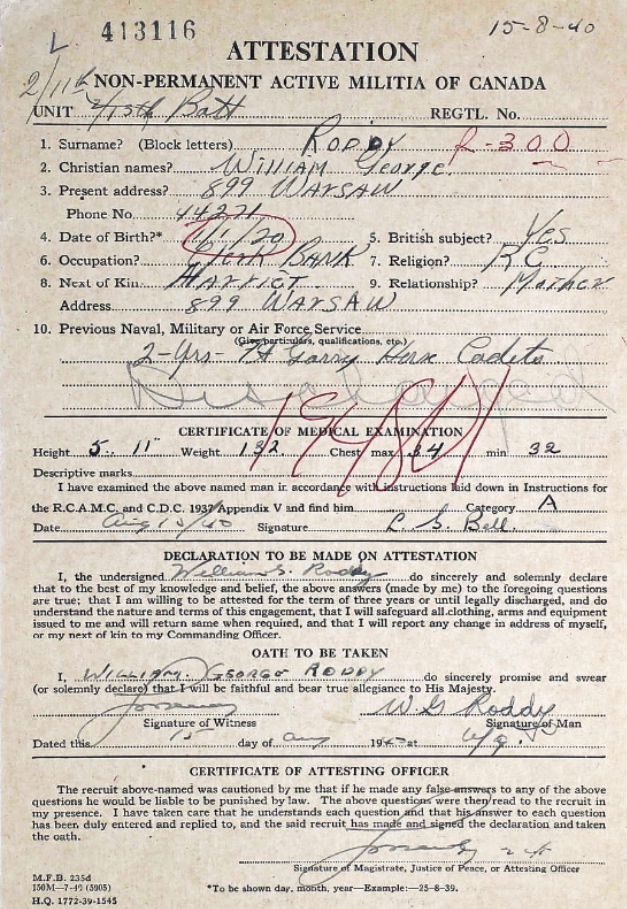 L. 413116 15-8-40
ATTESTATION
2/11th NON-PERMANENT ACTIVE MILITIA OF CANADA
UNIT Batt REGTL. No.
1. Surname? (Block letters) RODDY R-300
2. Christian names? William George.
3. Present address? 899 WARSAW
Phone No. 44271
4. Date of Birth?* 1/1/20 5. British subject? Yes
6. Occupation? Clerk BANK 7. Religion? R.C.
8. Next of Kin HARRIET. 9. Relationship? Mother
Address 899 WARSAW
10. Previous Naval, Military or Air Force Service
(Give particulars, qualifications, etc.)
2-Yrs- Ft Garry Horse Cadets
Discharged
CERTIFICATE OF MEDICAL EXAMINATION
Height 5. 11" Weight 132 Chest max 34 min 32
Descriptive marks
I have examined the above named man in accordance with instructions laid down in Instructions for
the R.C.A.M.C. and C.D.C. 1937 Appendix V and find him Category A
Date Aug 15/40 Signature L. S. Bell.
DECLARATION TO BE MADE ON ATTESTATION
I, the undersigned William G. Roddy do sincerely and solemnly declare
that to the best of my knowledge and belief, the above answers (made by me) to the foregoing questions
are true; that I am willing to be attested for the term of three years or until legally discharged, and do
understand the nature and terms of this engagement, that I will safeguard all clothing, arms and equipment
issued to me and will return same when required, and that I will report any change in address of myself,
or my next of kin to my Commanding Officer.
OATH TO BE TAKEN
I, WILLIAM. GEORGE RODDY do sincerely promise and swear
(or solemnly declare) that I will be faithful and bear true allegiance to His Majesty.
W G Roddy
Signature of Witness Signature of Man
Dated this 15 day of Aug 1940 at W/g.
CERTIFICATE OF ATTESTING OFFICER
The recruit above-named was cautioned by me that if he made any false answers to any of the above
questions he would be liable to be punished by law. The above questions were then read to the recruit in
my presence. I have taken care that he understands each question and that his answer to each question
has been duly entered and replied to, and the said recruit has made and signed the declaration and taken
the oath.
Signature of Magistrate, Justice of Peace, or Attesting Officer
M.F.B. 235d
150M—7-40 (5905) *To be shown day, month, year—Example:—25-8-39.
H.Q. 1772-39-1545